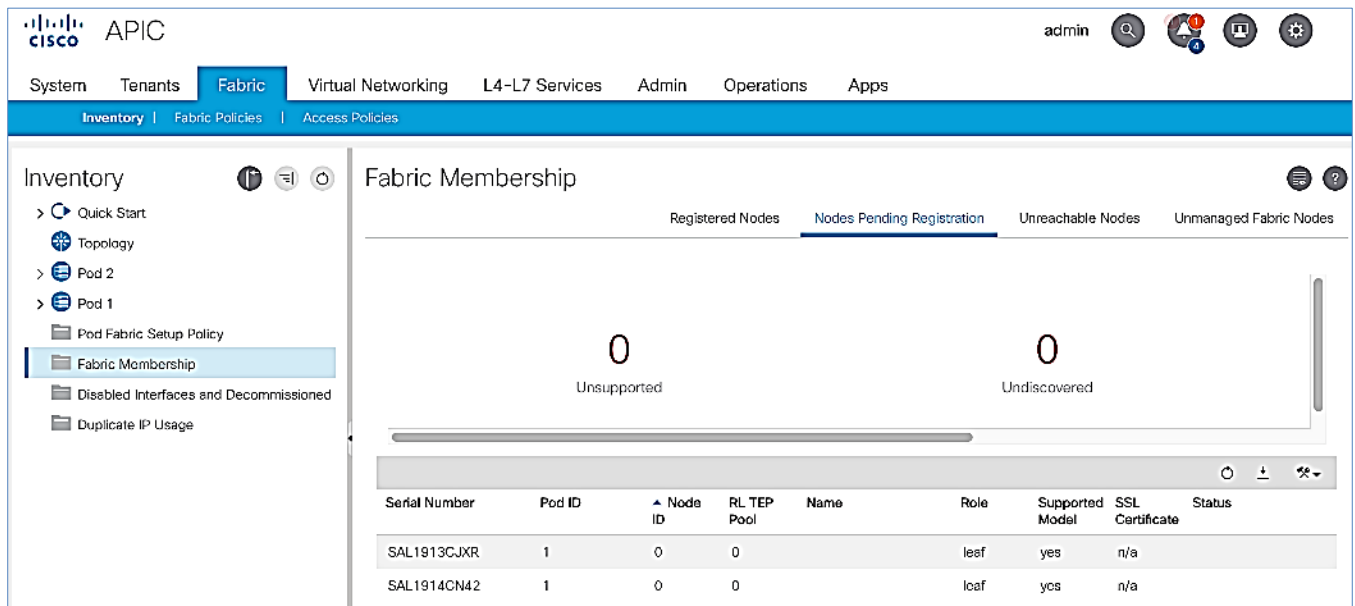 CISCO APIC admin 1 4
System Tenants Fabric Virtual Networking L4-L7 Services Admin Operations Apps
Inventory | Fabric Policies | Access Policies
Inventory
Quick Start
Topology
Pod 2
Pod 1
Pod Fabric Setup Policy
Fabric Membership
Disabled Interfaces and Decommissioned
Duplicate IP Usage
Fabric Membership ?
Registered Nodes Nodes Pending Registration Unreachable Nodes Unmanaged Fabric Nodes
0 0
Unsupported Undiscovered
Serial Number Pod ID Node ID RL TEP Pool Name Role Supported Model SSL Certificate Status
SAL1913CJXR 1 0 0 leaf yes n/a
SAL1914CN42 1 0 0 leaf yes n/a